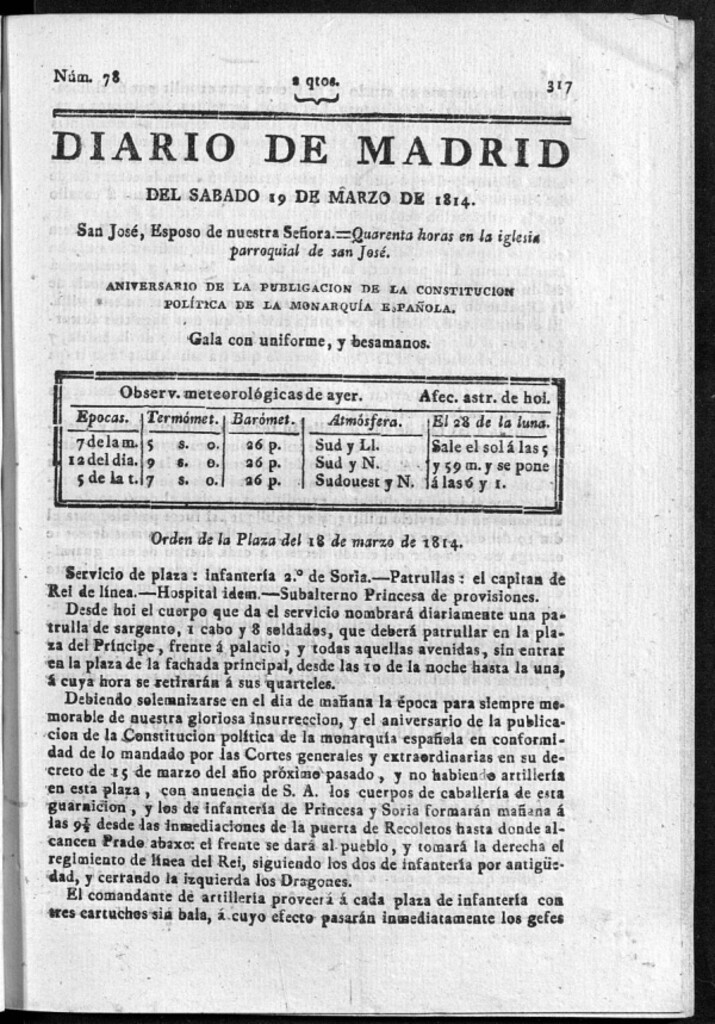 Núm. 78
2 qtos.
317
DIARIO DE MADRID
DEL SABADO 19 DE MARZO DE 1814.
San José, Esposo de nuestra Señora.=Quarenta horas en la iglesia
parroquial de san José.
ANIVERSARIO DE LA PUBLICACION DE LA CONSTITUCION
POLÍTICA DE LA MONARQUÍA ESPAÑOLA.
Gala con uniforme, y besamanos.
Observ. meteorológicas de ayer. Afec. astr. de hoi.
Epocas. Termómet. Barómet. Atmósfera. El 28 de la luna.
7 de la m. 5 s. 0. 26 p. Sud y Ll. Sale el sol á las 5
12 del dia. 9 s. 0. 26 p. Sud y N. y 59 m. y se pone
5 de la t. 7 s. 0. 26 p. Sudouest y N. á las 6 y 1.
Orden de la Plaza del 18 de marzo de 1814.
Servicio de plaza: infantería 2.º de Soria.—Patrullas: el capitan de
Rei de línea.—Hospital idem.—Subalterno Princesa de provisiones.
Desde hoi el cuerpo que da el servicio nombrará diariamente una pa-
trulla de sargento, 1 cabo y 8 soldados, que deberá patrullar en la pla-
za del Príncipe, frente á palacio, y todas aquellas avenidas, sin entrar
en la plaza de la fachada principal, desde las 10 de la noche hasta la una,
á cuya hora se retirarán á sus quarteles.
Debiendo solemnizarse en el dia de mañana la época para siempre me-
morable de nuestra gloriosa insurreccion, y el aniversario de la publica-
cion de la Constitucion política de la monarquía española en conformi-
dad de lo mandado por las Cortes generales y extraordinarias en su de-
creto de 15 de marzo del año próximo pasado, y no habiendo artillería
en esta plaza, con anuencia de S. A. los cuerpos de caballería de esta
guarnicion, y los de infantería de Princesa y Soria formarán mañana á
las 9½ desde las inmediaciones de la puerta de Recoletos hasta donde al-
cancen Prado abaxo: el frente se dará al pueblo, y tomará la derecha el
regimiento de línea del Rei, siguiendo los dos de infantería por antigüe-
dad, y cerrando la izquierda los Dragones.
El comandante de artillería proveerá á cada plaza de infantería con
tres cartuchos sin bala, á cuyo efecto pasarán inmediatamente los gefes